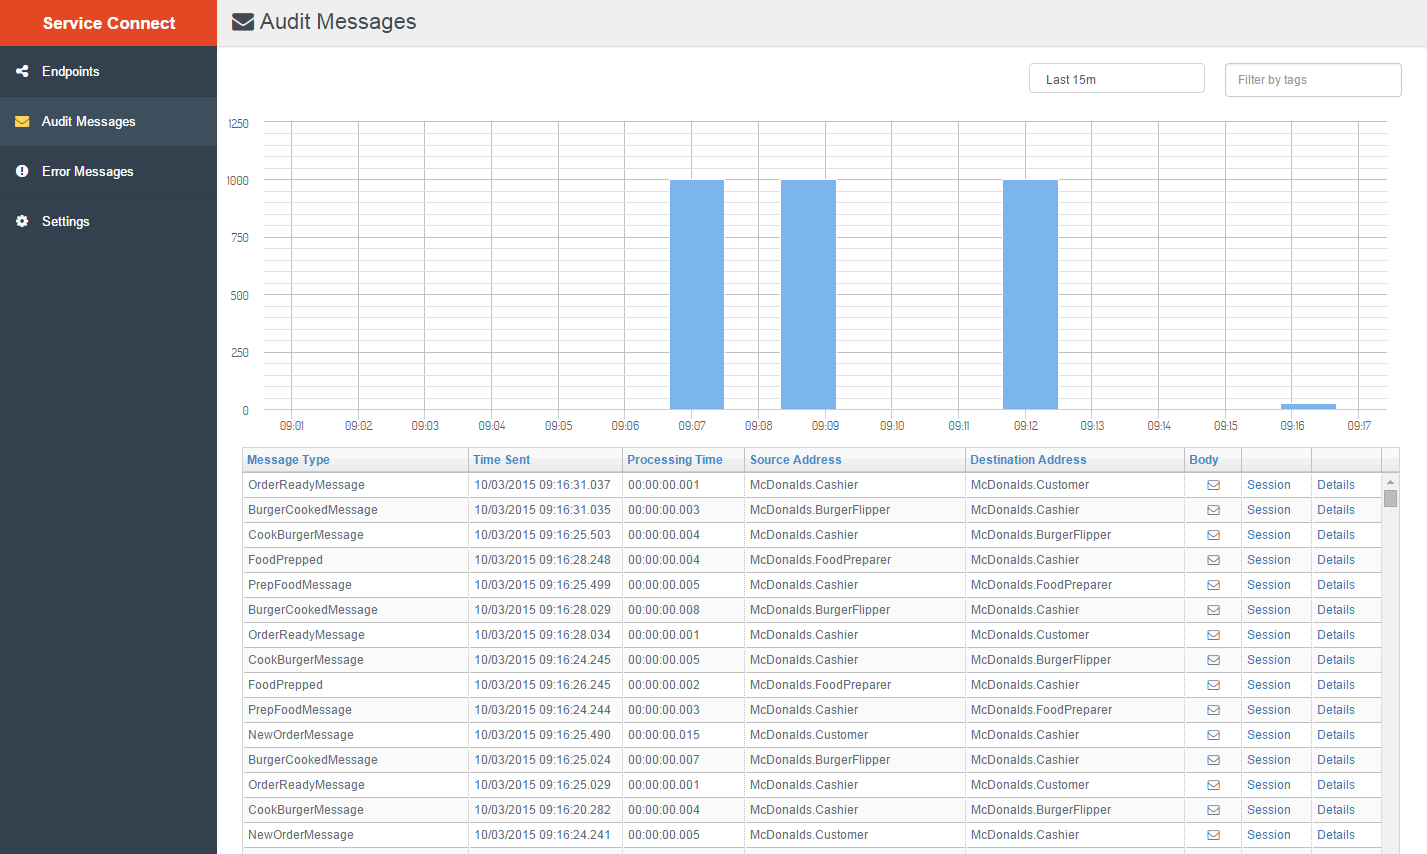 Service Connect
Audit Messages
Endpoints
Audit Messages
Error Messages
Settings
Last 15m
Filter by tags
1250
1000
750
500
250
0
09:01 09:02 09:03 09:04 09:05 09:06 09:07 09:08 09:09 09:10 09:11 09:12 09:13 09:14 09:15 09:16 09:17
Message Type Time Sent Processing Time Source Address Destination Address Body
OrderReadyMessage 10/03/2015 09:16:31.037 00:00:00.001 McDonalds.Cashier McDonalds.Customer Session Details
BurgerCookedMessage 10/03/2015 09:16:31.035 00:00:00.003 McDonalds.BurgerFlipper McDonalds.Cashier Session Details
CookBurgerMessage 10/03/2015 09:16:25.503 00:00:00.004 McDonalds.Cashier McDonalds.BurgerFlipper Session Details
FoodPrepped 10/03/2015 09:16:28.248 00:00:00.004 McDonalds.FoodPreparer McDonalds.Cashier Session Details
PrepFoodMessage 10/03/2015 09:16:25.499 00:00:00.005 McDonalds.Cashier McDonalds.FoodPreparer Session Details
BurgerCookedMessage 10/03/2015 09:16:28.029 00:00:00.008 McDonalds.BurgerFlipper McDonalds.Cashier Session Details
OrderReadyMessage 10/03/2015 09:16:28.034 00:00:00.001 McDonalds.Cashier McDonalds.Customer Session Details
CookBurgerMessage 10/03/2015 09:16:24.245 00:00:00.005 McDonalds.Cashier McDonalds.BurgerFlipper Session Details
FoodPrepped 10/03/2015 09:16:26.245 00:00:00.002 McDonalds.FoodPreparer McDonalds.Cashier Session Details
PrepFoodMessage 10/03/2015 09:16:24.244 00:00:00.003 McDonalds.Cashier McDonalds.FoodPreparer Session Details
NewOrderMessage 10/03/2015 09:16:25.490 00:00:00.015 McDonalds.Customer McDonalds.Cashier Session Details
BurgerCookedMessage 10/03/2015 09:16:25.024 00:00:00.007 McDonalds.BurgerFlipper McDonalds.Cashier Session Details
OrderReadyMessage 10/03/2015 09:16:25.029 00:00:00.001 McDonalds.Cashier McDonalds.Customer Session Details
CookBurgerMessage 10/03/2015 09:16:20.282 00:00:00.004 McDonalds.Cashier McDonalds.BurgerFlipper Session Details
NewOrderMessage 10/03/2015 09:16:24.241 00:00:00.005 McDonalds.Customer McDonalds.Cashier Session Details